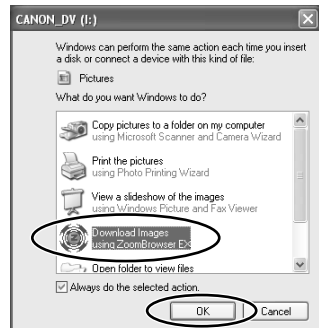 CANON_DV (I:)
Windows can perform the same action each time you insert
a disk or connect a device with this kind of file:
Pictures
What do you want Windows to do?
Copy pictures to a folder on my computer
using Microsoft Scanner and Camera Wizard
Print the pictures
using Photo Printing Wizard
View a slideshow of the images
using Windows Picture and Fax Viewer
Download Images
using ZoomBrowser EX
Open folder to view files
Always do the selected action.
OK
Cancel